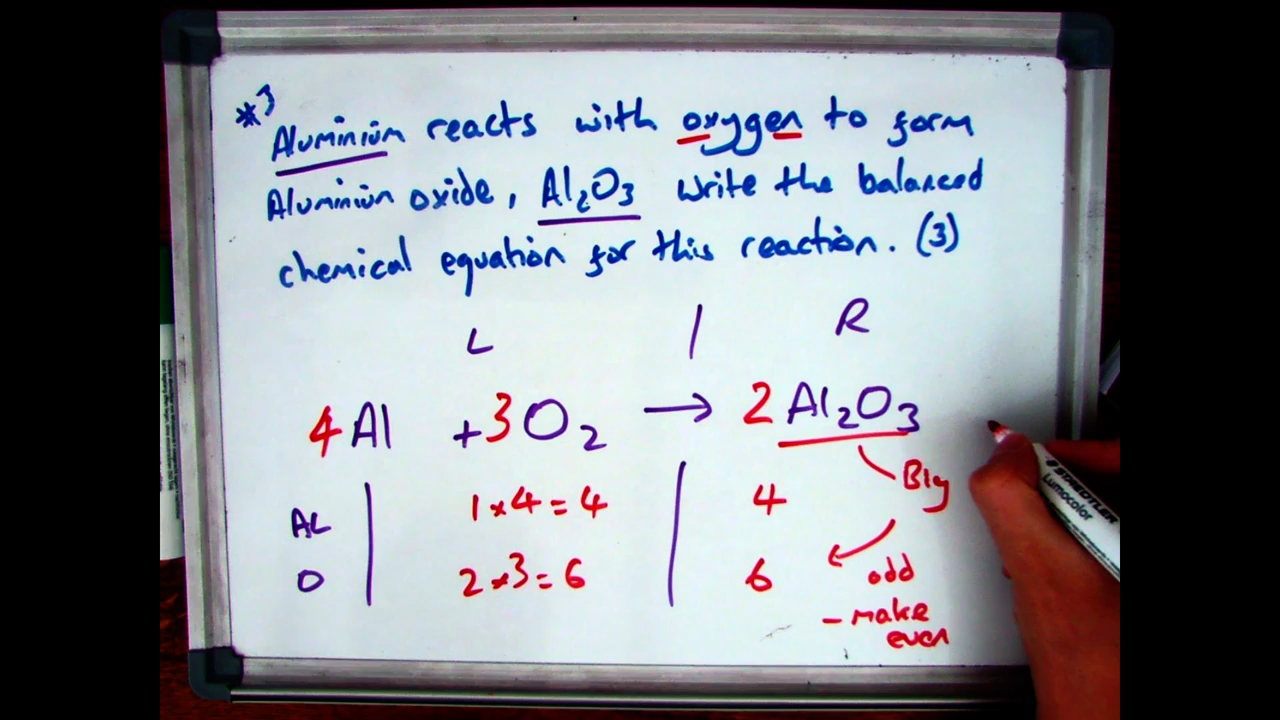 *3
Aluminium reacts with oxygen to form
Aluminium oxide, Al₂O₃ write the balanced
chemical equation for this reaction. (3)
L | R
4Al +3O₂ → 2Al₂O₃
Big
AL 1×4=4 4
O 2×3=6 6
odd
- make
even
STAEDTLER
Lumocolor